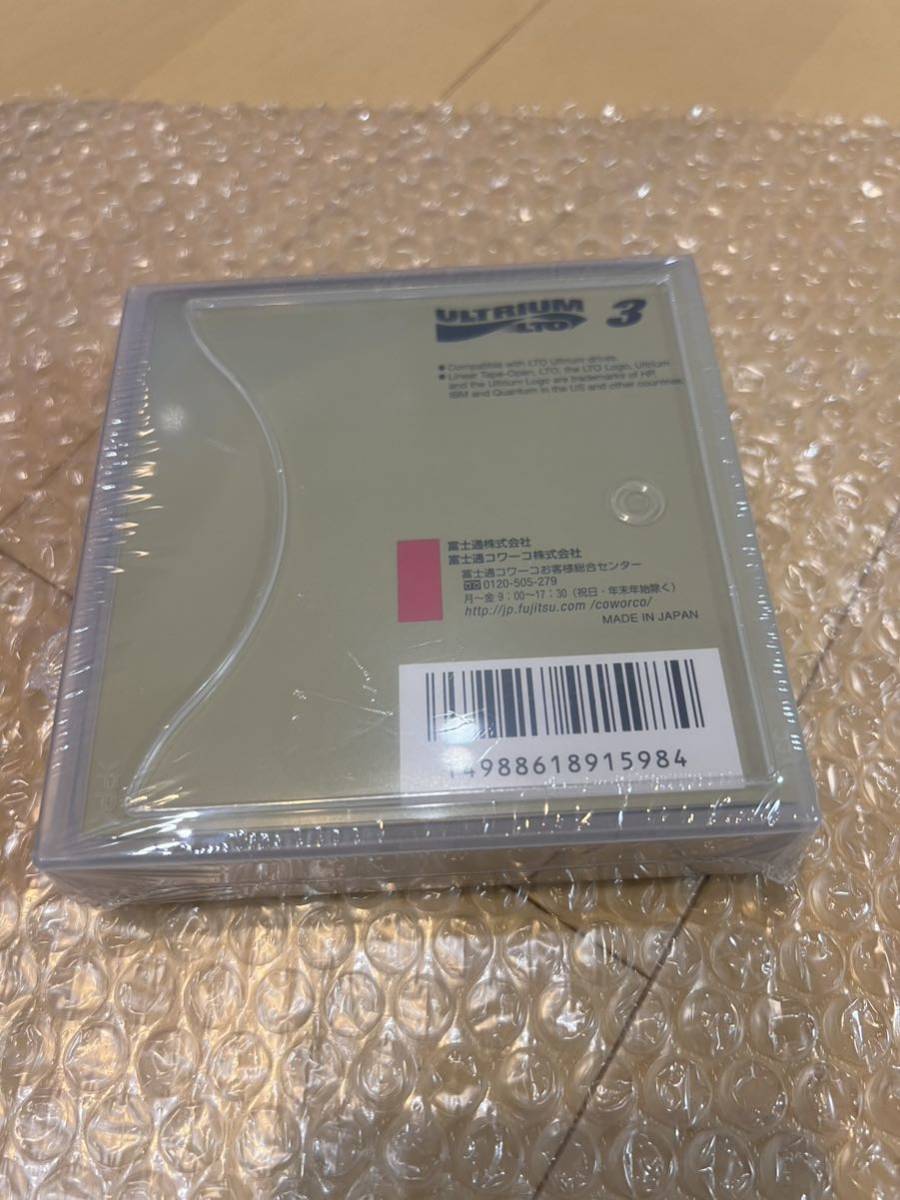 ULTRIUM LTO 3
● Compatible with LTO Ultrium drives.
● Linear Tape-Open, LTO, the LTO Logo, Ultrium
and the Ultrium Logo are trademarks of HP,
IBM and Quantum in the US and other countries.
富士通株式会社
富士通コワーコ株式会社
富士通コワーコお客様総合センター
0120-505-279
月〜金 9：00〜17：30（祝日・年末年始除く）
http://jp.fujitsu.com /coworco/
MADE IN JAPAN
4988618915984